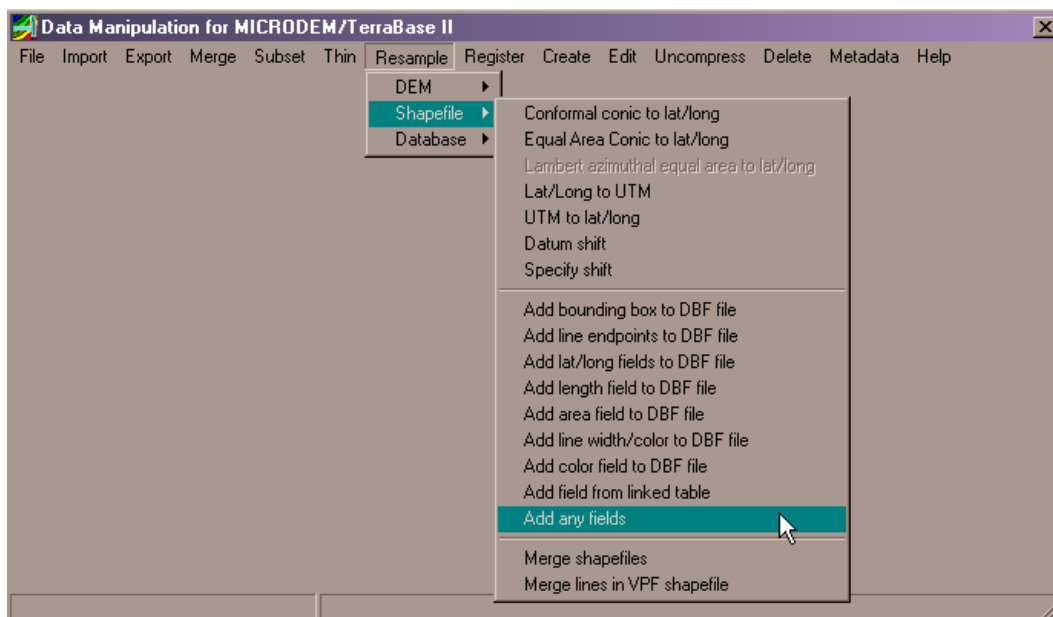 Data Manipulation for MICRODEM/TerraBase II
File Import Export Merge Subset Thin Resample Register Create Edit Uncompress Delete Metadata Help
DEM
Shapefile
Database
Conformal conic to lat/long
Equal Area Conic to lat/long
Lambert azimuthal equal area to lat/long
Lat/Long to UTM
UTM to lat/long
Datum shift
Specify shift
Add bounding box to DBF file
Add line endpoints to DBF file
Add lat/long fields to DBF file
Add length field to DBF file
Add area field to DBF file
Add line width/color to DBF file
Add color field to DBF file
Add field from linked table
Add any fields
Merge shapefiles
Merge lines in VPF shapefile